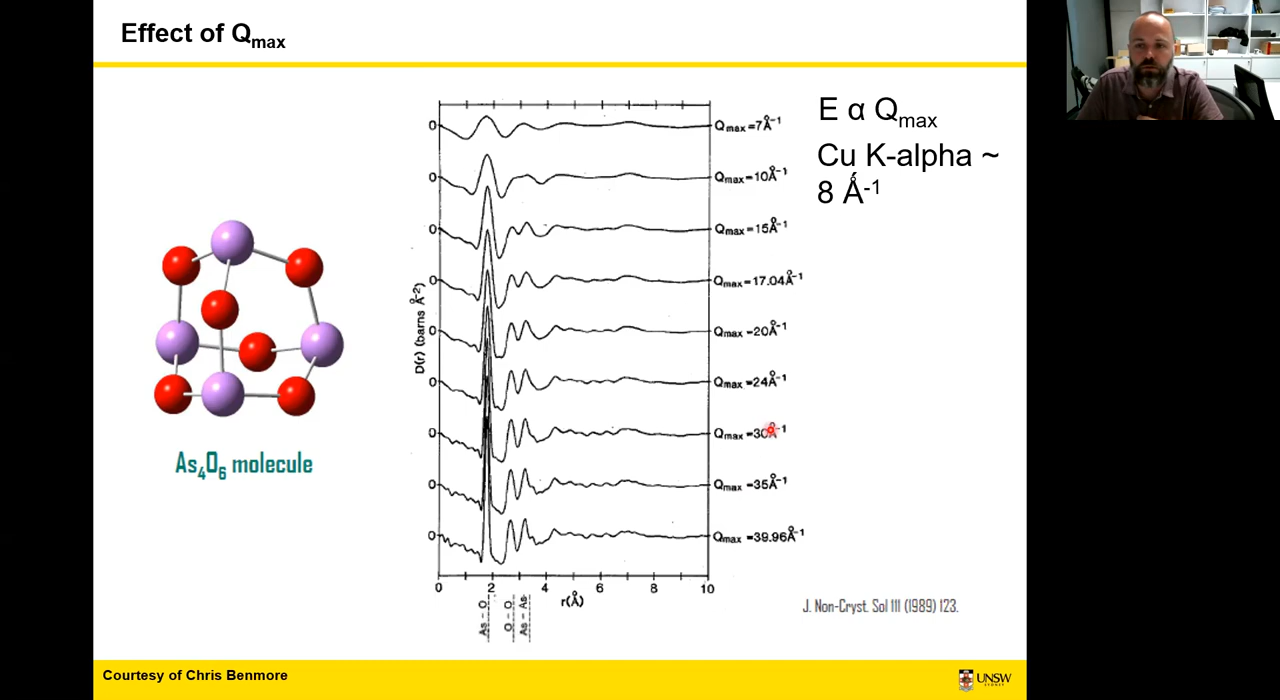 Effect of Qmax
E α Qmax
Cu K-alpha ~
8 Ǻ-1
Qmax=7Å-1
Qmax=10Å-1
Qmax=15Å-1
Qmax=17.04Å-1
Qmax=20Å-1
Qmax=24Å-1
Qmax=30Å-1
Qmax=35Å-1
Qmax=39.96Å-1
0
0
0
0
0
0
0
0
0
D(r) (barns Å-2)
0 2 4 6 8 10
r(Å)
As - O
O - O
As - As
As4O6 molecule
J. Non-Cryst. Sol 111 (1989) 123.
Courtesy of Chris Benmore
UNSW
SYDNEY